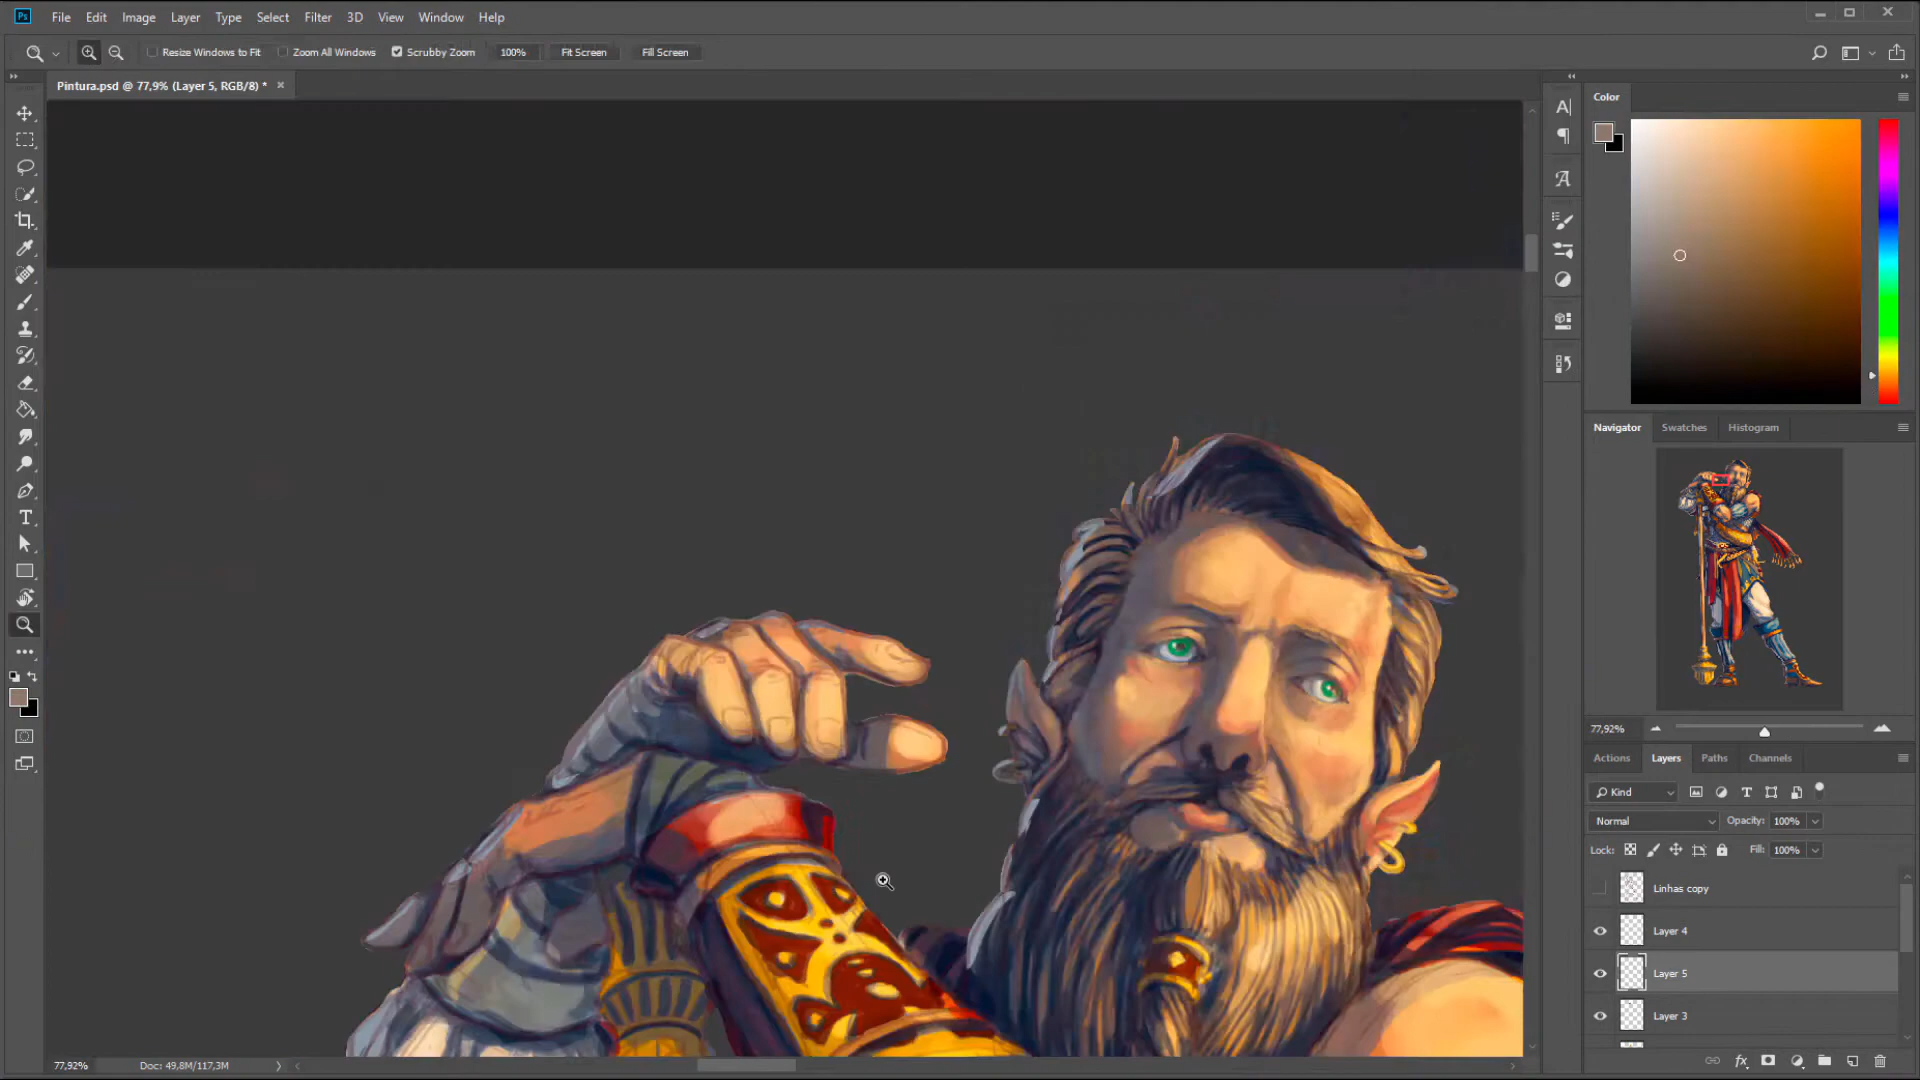 Ps File Edit Image Layer Type Select Filter 3D View Window Help
Resize Windows to Fit Zoom All Windows Scrubby Zoom 100% Fit Screen Fill Screen
Pintura.psd @ 77,9% (Layer 5, RGB/8) *
Color
Navigator Swatches Histogram
77,92%
Actions Layers Paths Channels
Kind
Normal Opacity: 100%
Lock: Fill: 100%
Linhas copy
Layer 4
Layer 5
Layer 3
77,92% Doc: 49,8M/117,3M